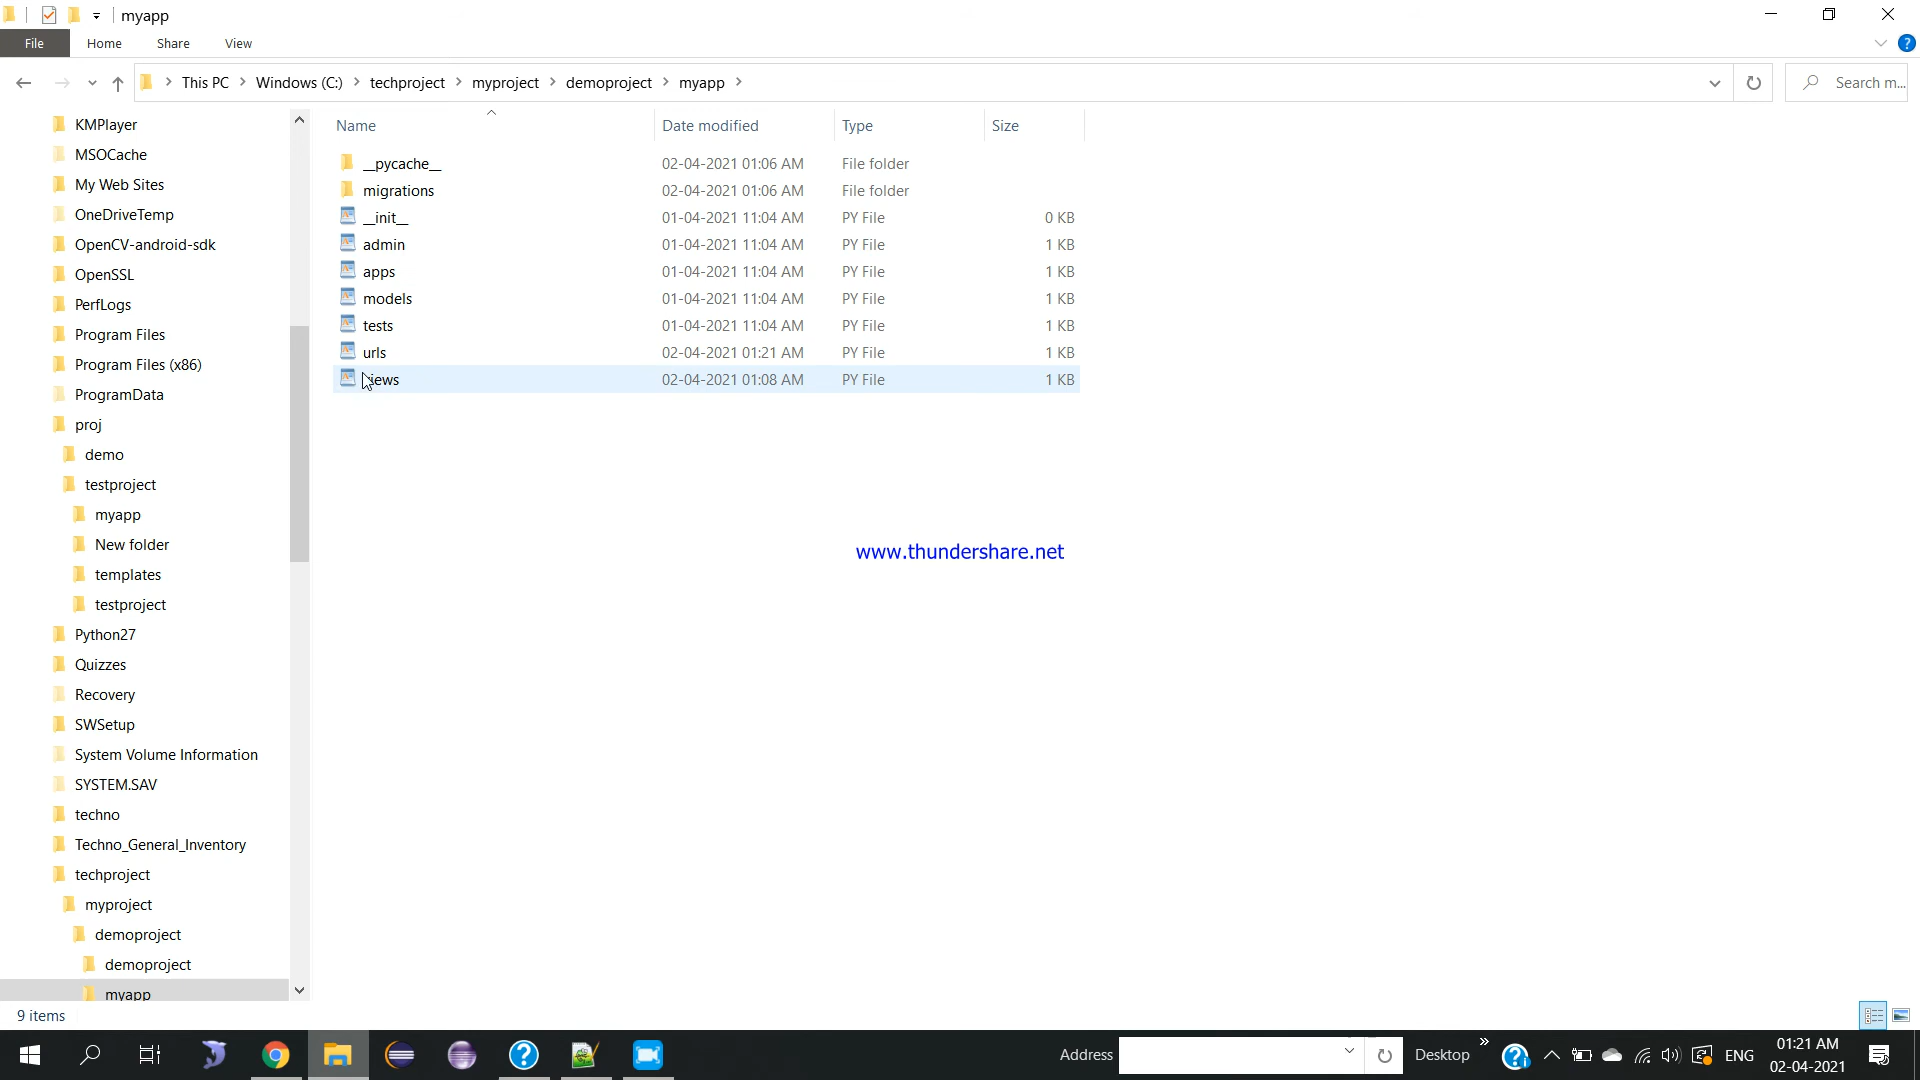 myapp
File Home Share View
This PC Windows (C:) techproject myproject demoproject myapp
Search m...
KMPlayer
MSOCache
My Web Sites
OneDriveTemp
OpenCV-android-sdk
OpenSSL
PerfLogs
Program Files
Program Files (x86)
ProgramData
proj
demo
testproject
myapp
New folder
templates
testproject
Python27
Quizzes
Recovery
SWSetup
System Volume Information
SYSTEM.SAV
techno
Techno_General_Inventory
techproject
myproject
demoproject
demoproject
myapp
Name Date modified Type Size
__pycache__ 02-04-2021 01:06 AM File folder
migrations 02-04-2021 01:06 AM File folder
__init__ 01-04-2021 11:04 AM PY File 0 KB
admin 01-04-2021 11:04 AM PY File 1 KB
apps 01-04-2021 11:04 AM PY File 1 KB
models 01-04-2021 11:04 AM PY File 1 KB
tests 01-04-2021 11:04 AM PY File 1 KB
urls 02-04-2021 01:21 AM PY File 1 KB
views 02-04-2021 01:08 AM PY File 1 KB
www.thundershare.net
9 items
Address Desktop ENG
01:21 AM
02-04-2021